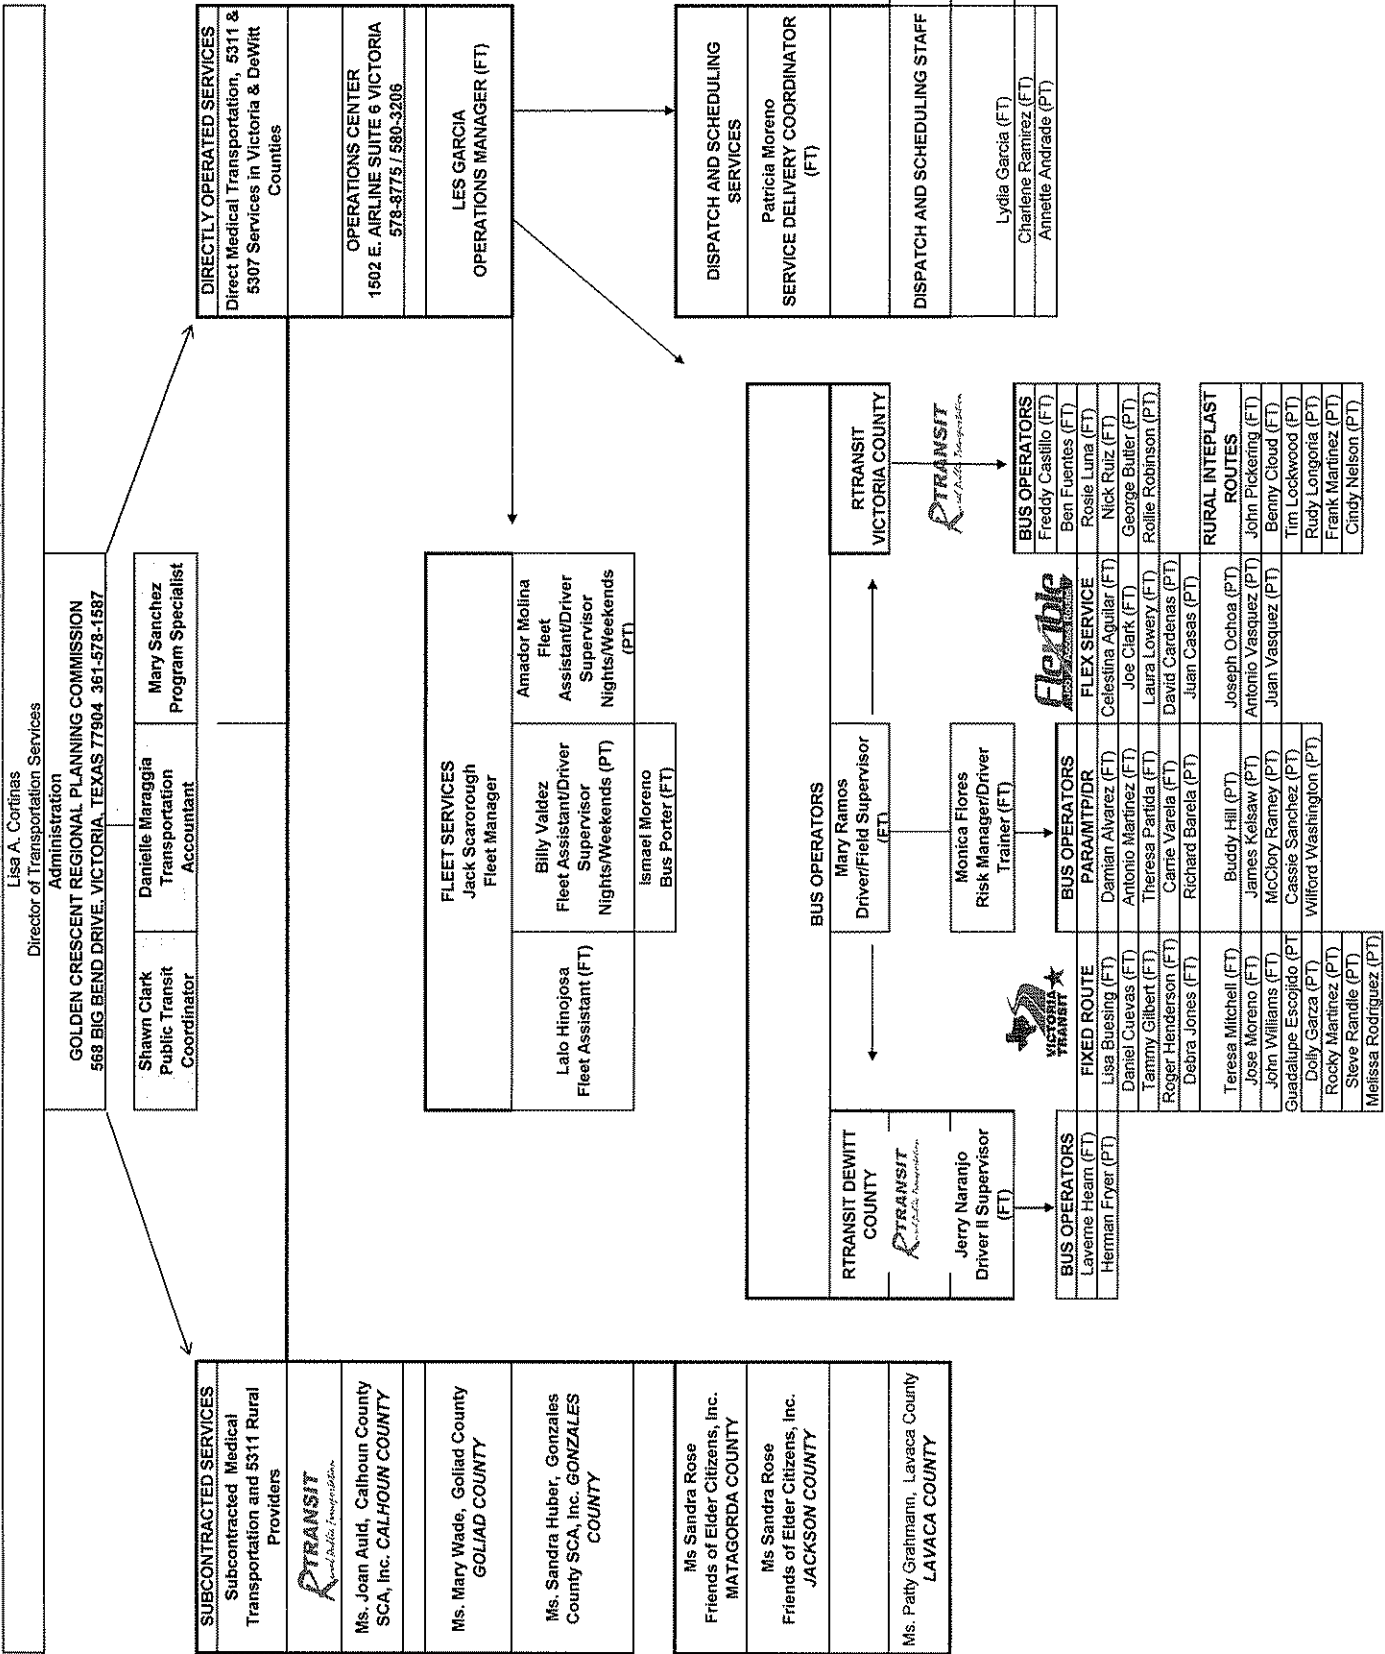 Lisa A. Cortinas
Director of Transportation Services
Administration
GOLDEN CRESCENT REGIONAL PLANNING COMMISSION
568 BIG BEND DRIVE, VICTORIA, TEXAS 77904 361-578-1587
Shawn Clark
Public Transit
Coordinator
Danielle Maraggia
Transportation
Accountant
Mary Sanchez
Program Specialist
SUBCONTRACTED SERVICES
Subcontracted Medical
Transportation and 5311 Rural
Providers
RTRANSIT
Rural Public Transportation
Ms. Joan Auld, Calhoun County
SCA, Inc. CALHOUN COUNTY
Ms. Mary Wade, Goliad County
GOLIAD COUNTY
Ms. Sandra Huber, Gonzales
County SCA, Inc. GONZALES
COUNTY
Ms Sandra Rose
Friends of Elder Citizens, Inc.
MATAGORDA COUNTY
Ms Sandra Rose
Friends of Elder Citizens, Inc.
JACKSON COUNTY
Ms. Patty Grahmann, Lavaca County
LAVACA COUNTY
DIRECTLY OPERATED SERVICES
Direct Medical Transportation, 5311 &
5307 Services in Victoria & DeWitt
Counties
OPERATIONS CENTER
1502 E. AIRLINE SUITE 6 VICTORIA
578-8775 / 580-3206
LES GARCIA
OPERATIONS MANAGER (FT)
FLEET SERVICES
Jack Scarorough
Fleet Manager
Lalo Hinojosa
Fleet Assistant (FT)
Billy Valdez
Fleet Assistant/Driver
Supervisor
Nights/Weekends (PT)
Amador Molina
Fleet
Assistant/Driver
Supervisor
Nights/Weekends
(PT)
Ismael Moreno
Bus Porter (FT)
DISPATCH AND SCHEDULING
SERVICES
Patricia Moreno
SERVICE DELIVERY COORDINATOR
(FT)
DISPATCH AND SCHEDULING STAFF
Lydia Garcia (FT)
Charlene Ramirez (FT)
Annette Andrade (PT)
BUS OPERATORS
RTRANSIT DEWITT
COUNTY
RTRANSIT
Jerry Naranjo
Driver II Supervisor
(FT)
Mary Ramos
Driver/Field Supervisor
(FT)
Monica Flores
Risk Manager/Driver
Trainer (FT)
RTRANSIT
VICTORIA COUNTY
RTRANSIT
Rural Public Transportation
BUS OPERATORS
Laverne Hearn (FT)
Herman Fryer (PT)
VICTORIA
TRANSIT
FIXED ROUTE
Lisa Buesing (FT)
Daniel Cuevas (FT)
Tammy Gilbert (FT)
Roger Henderson (FT)
Debra Jones (FT)
Teresa Mitchell (FT)
Jose Moreno (FT)
John Williams (FT)
Guadalupe Escojido (PT
Dolly Garza (PT)
Rocky Martinez (PT)
Steve Randle (PT)
Melissa Rodriguez (PT)
BUS OPERATORS
PARA/MTP/DR
Damian Alvarez (FT)
Antonio Martinez (FT)
Theresa Partida (FT)
Carrie Varela (FT)
Richard Barela (PT)
Buddy Hill (PT)
James Kelsaw (PT)
McClory Ramey (PT)
Cassie Sanchez (PT)
Wilford Washington (PT)
Flexible
FLEX SERVICE
Celestina Aguilar (FT)
Joe Clark (FT)
Laura Lowery (FT)
David Cardenas (PT)
Juan Casas (PT)
Joseph Ochoa (PT)
Antonio Vasquez (PT)
Juan Vasquez (PT)
BUS OPERATORS
Freddy Castillo (FT)
Ben Fuentes (FT)
Rosie Luna (FT)
Nick Ruiz (FT)
George Butler (PT)
Rollie Robinson (PT)
RURAL INTEPLAST
ROUTES
John Pickering (FT)
Benny Cloud (FT)
Tim Lockwood (PT)
Rudy Longoria (PT)
Frank Martinez (PT)
Cindy Nelson (PT)